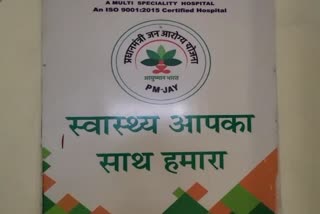 A MULTI SPECIALITY HOSPITAL
An ISO 9001:2015 Certified Hospital
प्रधानमंत्री जन आरोग्य योजना
आयुष्मान भारत
PM-JAY
स्वास्थ्य आपका
साथ हमारा